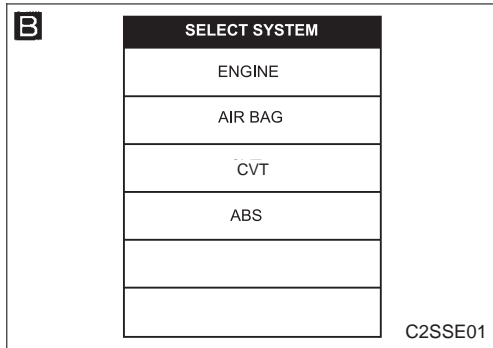 B
SELECT SYSTEM
ENGINE
AIR BAG
CVT
ABS
C2SSE01